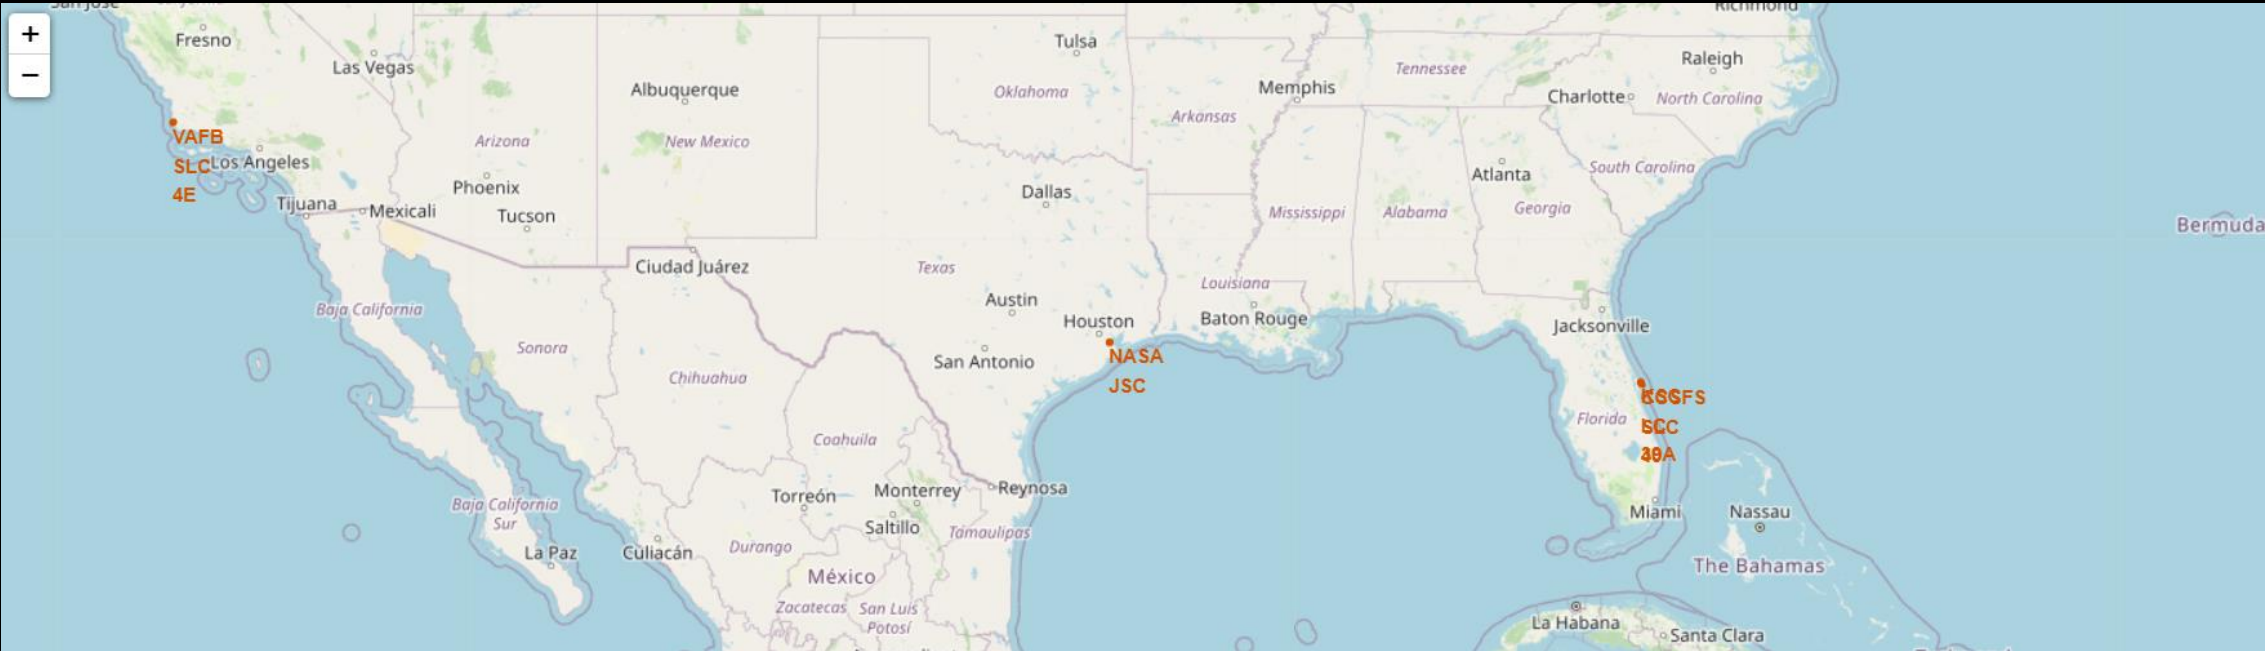 San Jose
Richmond
+
−
Fresno
Las Vegas
Albuquerque
Tulsa
Oklahoma
Memphis
Tennessee
Raleigh
Charlotte
North Carolina
Arizona
New Mexico
Arkansas
VAFB
SLC
4E
Los Angeles
Phoenix
Tucson
Tijuana
Mexicali
Dallas
Atlanta
South Carolina
Mississippi
Alabama
Georgia
Bermuda
Ciudad Juárez
Texas
Louisiana
Baja California
Austin
Houston
Baton Rouge
Jacksonville
Sonora
San Antonio
NASA
JSC
Chihuahua
Florida
Coahuila
Torreón
Monterrey
Reynosa
Saltillo
Tamaulipas
Baja California
Sur
La Paz
Culiacán
Durango
México
Zacatecas
San Luis
Potosí
Miami
Nassau
The Bahamas
La Habana
Santa Clara